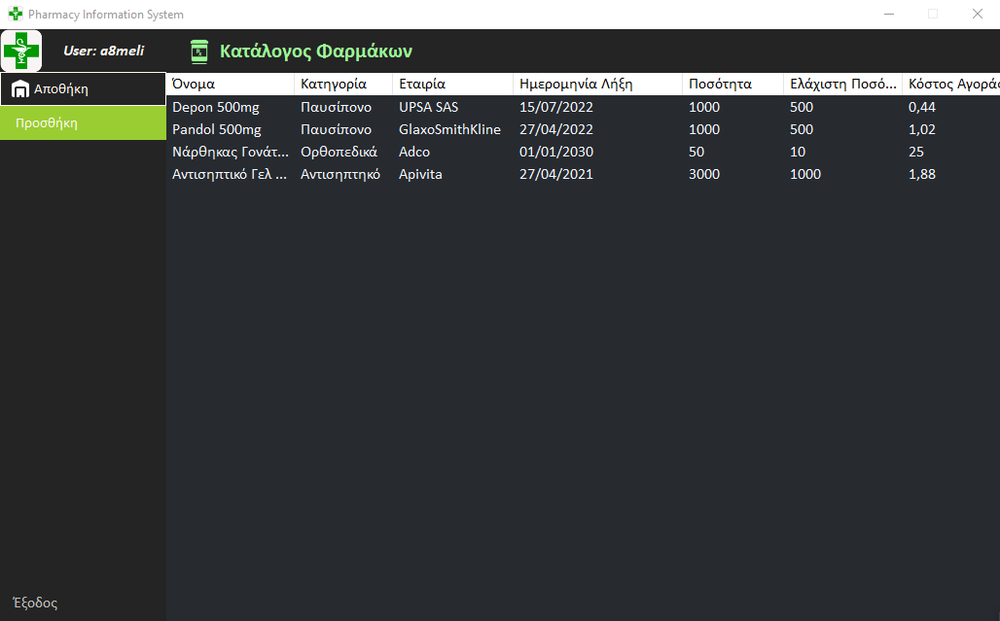 Pharmacy Information System
User: a8meli
Κατάλογος Φαρμάκων
Αποθήκη
Προσθήκη
Όνομα Κατηγορία Εταιρία Ημερομηνία Λήξη Ποσότητα Ελάχιστη Ποσό... Κόστος Αγοράς
Depon 500mg Παυσίπονο UPSA SAS 15/07/2022 1000 500 0,44
Pandol 500mg Παυσίπονο GlaxoSmithKline 27/04/2022 1000 500 1,02
Νάρθηκας Γονάτ... Ορθοπεδικά Adco 01/01/2030 50 10 25
Αντισηπτικό Γελ ... Αντισηπτηκό Apivita 27/04/2021 3000 1000 1,88
Έξοδος